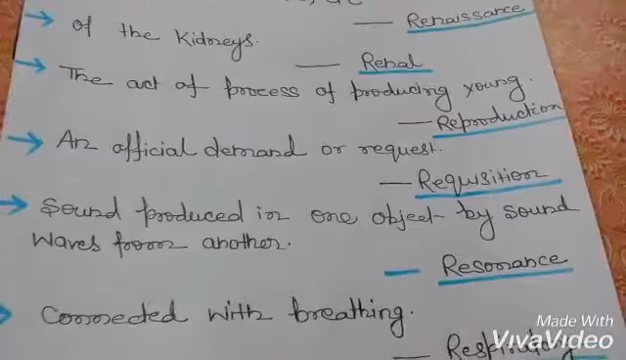 — Renaissance
→ of the Kidneys.
— Renal
→ The act of process of producing young.
— Reproduction
→ An official demand or request.
— Requisition
→ Sound produced in one object by sound
waves from another.
— Resonance
Connected with breathing.
— Respiratory
Made With
VivaVideo